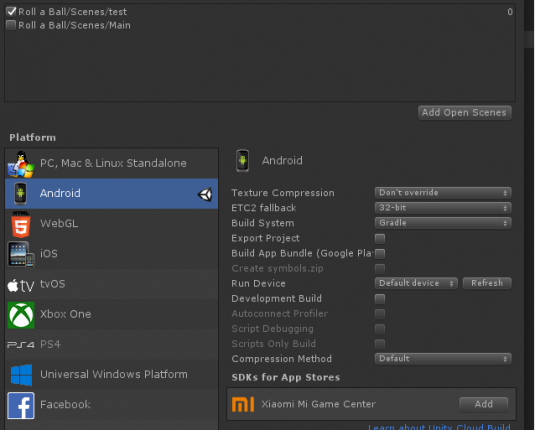 Roll a Ball/Scenes/test 0
Roll a Ball/Scenes/Main
Add Open Scenes
Platform
PC, Mac & Linux Standalone
Android
WebGL
iOS
tv tvOS
Xbox One
PS4 PS4
Universal Windows Platform
Facebook
Android
Texture Compression Don't override
ETC2 fallback 32-bit
Build System Gradle
Export Project
Build App Bundle (Google Pla
Create symbols.zip
Run Device Default device Refresh
Development Build
Autoconnect Profiler
Script Debugging
Scripts Only Build
Compression Method Default
SDKs for App Stores
Xiaomi Mi Game Center Add
Learn about Unity Cloud Build